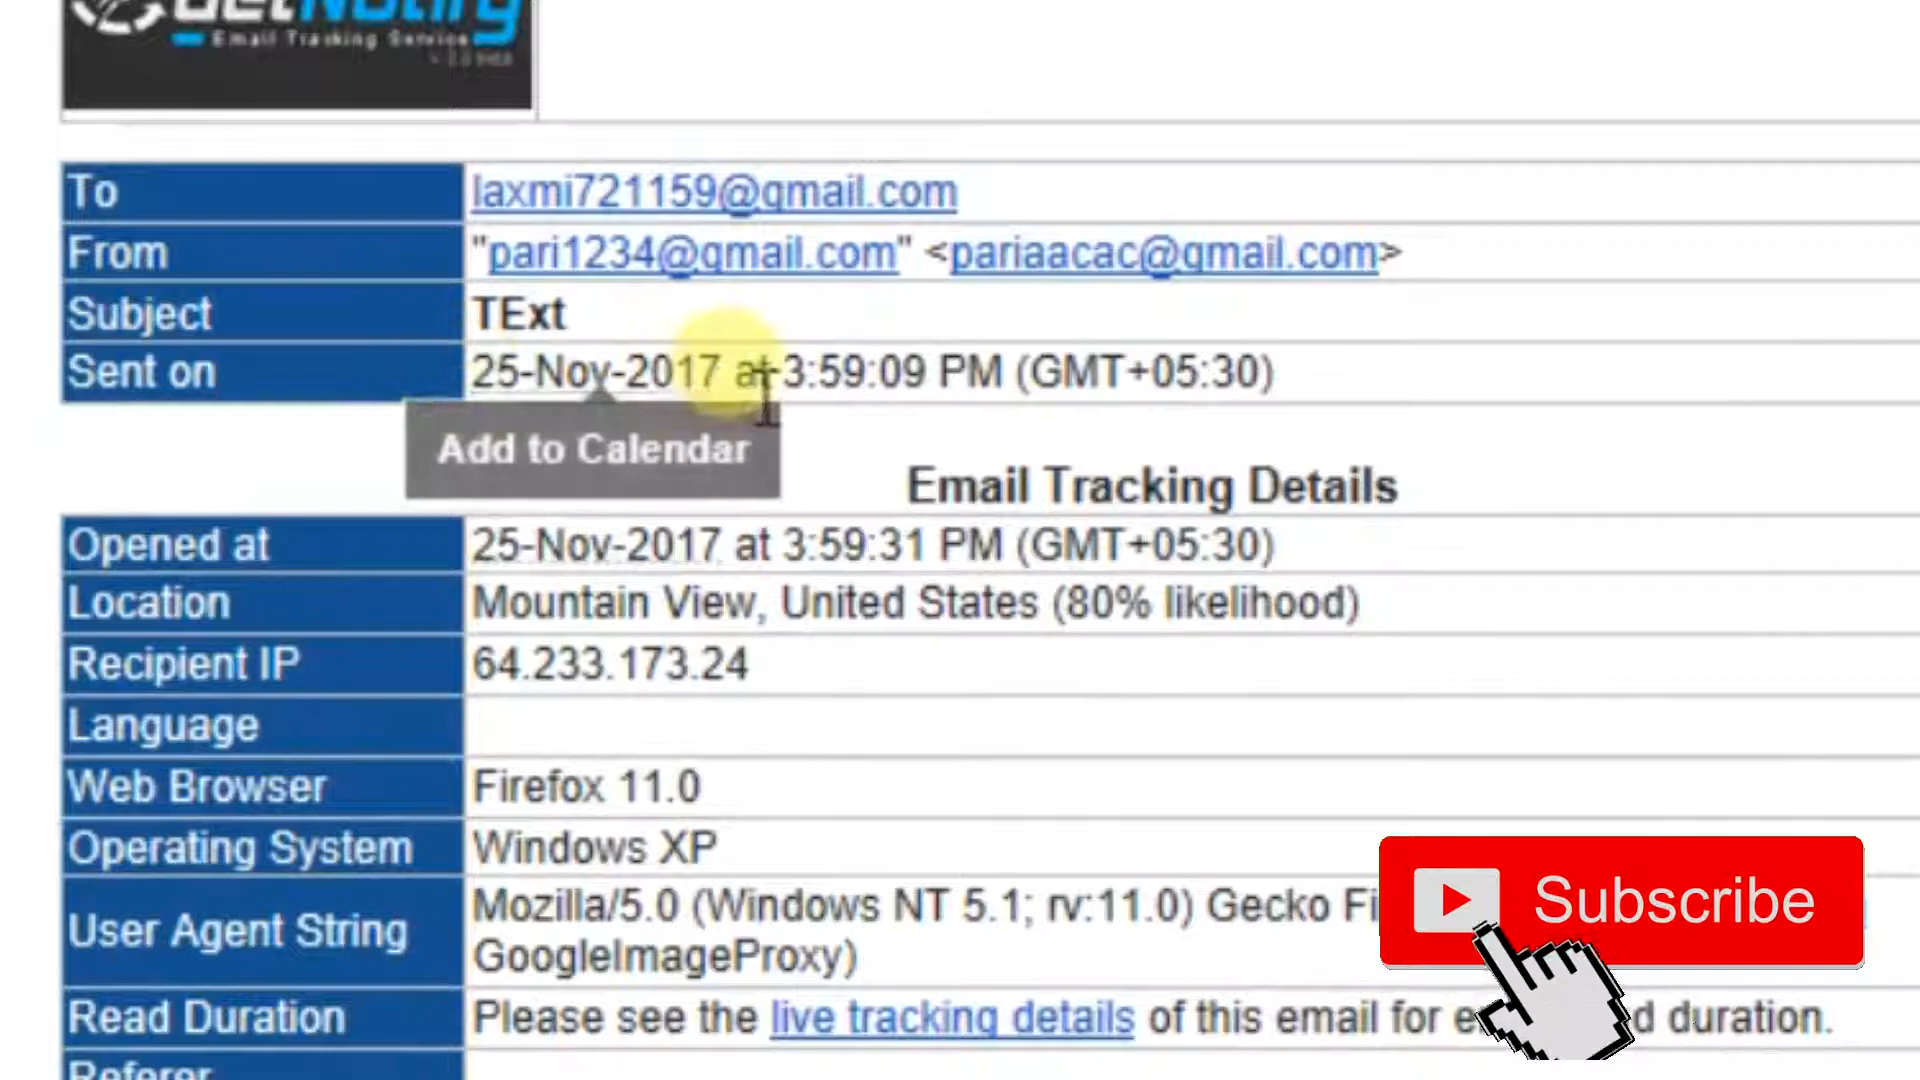 GetNotify
Email Tracking Service
To laxmi721159@gmail.com
From "pari1234@gmail.com" <pariaacac@gmail.com>
Subject TExt
Sent on 25-Nov-2017 at 3:59:09 PM (GMT+05:30)
Add to Calendar
Email Tracking Details
Opened at 25-Nov-2017 at 3:59:31 PM (GMT+05:30)
Location Mountain View, United States (80% likelihood)
Recipient IP 64.233.173.24
Language
Web Browser Firefox 11.0
Operating System Windows XP
User Agent String Mozilla/5.0 (Windows NT 5.1; rv:11.0) Gecko Fi
GoogleImageProxy)
Subscribe
Read Duration Please see the live tracking details of this email for e d duration.
Referer